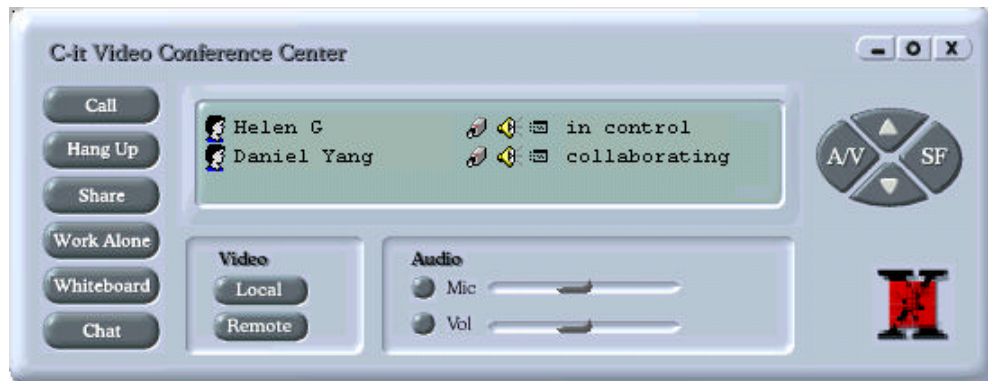 C-it Video Conference Center
Call
Hang Up
Share
Work Alone
Whiteboard
Chat
Helen G in control
Daniel Yang collaborating
Video
Local
Remote
Audio
Mic
Vol
A/V
SF
X